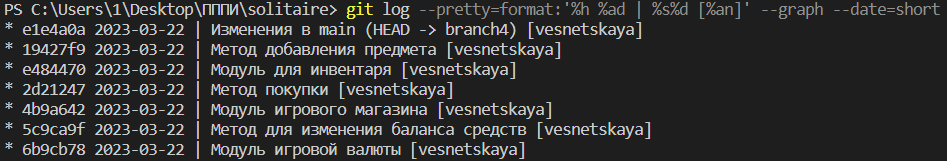 PS C:\Users\1\Desktop\ПППИ\solitaire> git log --pretty=format:'%h %ad | %s%d [%an]' --graph --date=short
* e1e4a0a 2023-03-22 | Изменения в main (HEAD -> branch4) [vesnetskaya]
* 19427f9 2023-03-22 | Метод добавления предмета [vesnetskaya]
* e484470 2023-03-22 | Модуль для инвентаря [vesnetskaya]
* 2d21247 2023-03-22 | Метод покупки [vesnetskaya]
* 4b9a642 2023-03-22 | Модуль игрового магазина [vesnetskaya]
* 5c9ca9f 2023-03-22 | Метод для изменения баланса средств [vesnetskaya]
* 6b9cb78 2023-03-22 | Модуль игровой валюты [vesnetskaya]